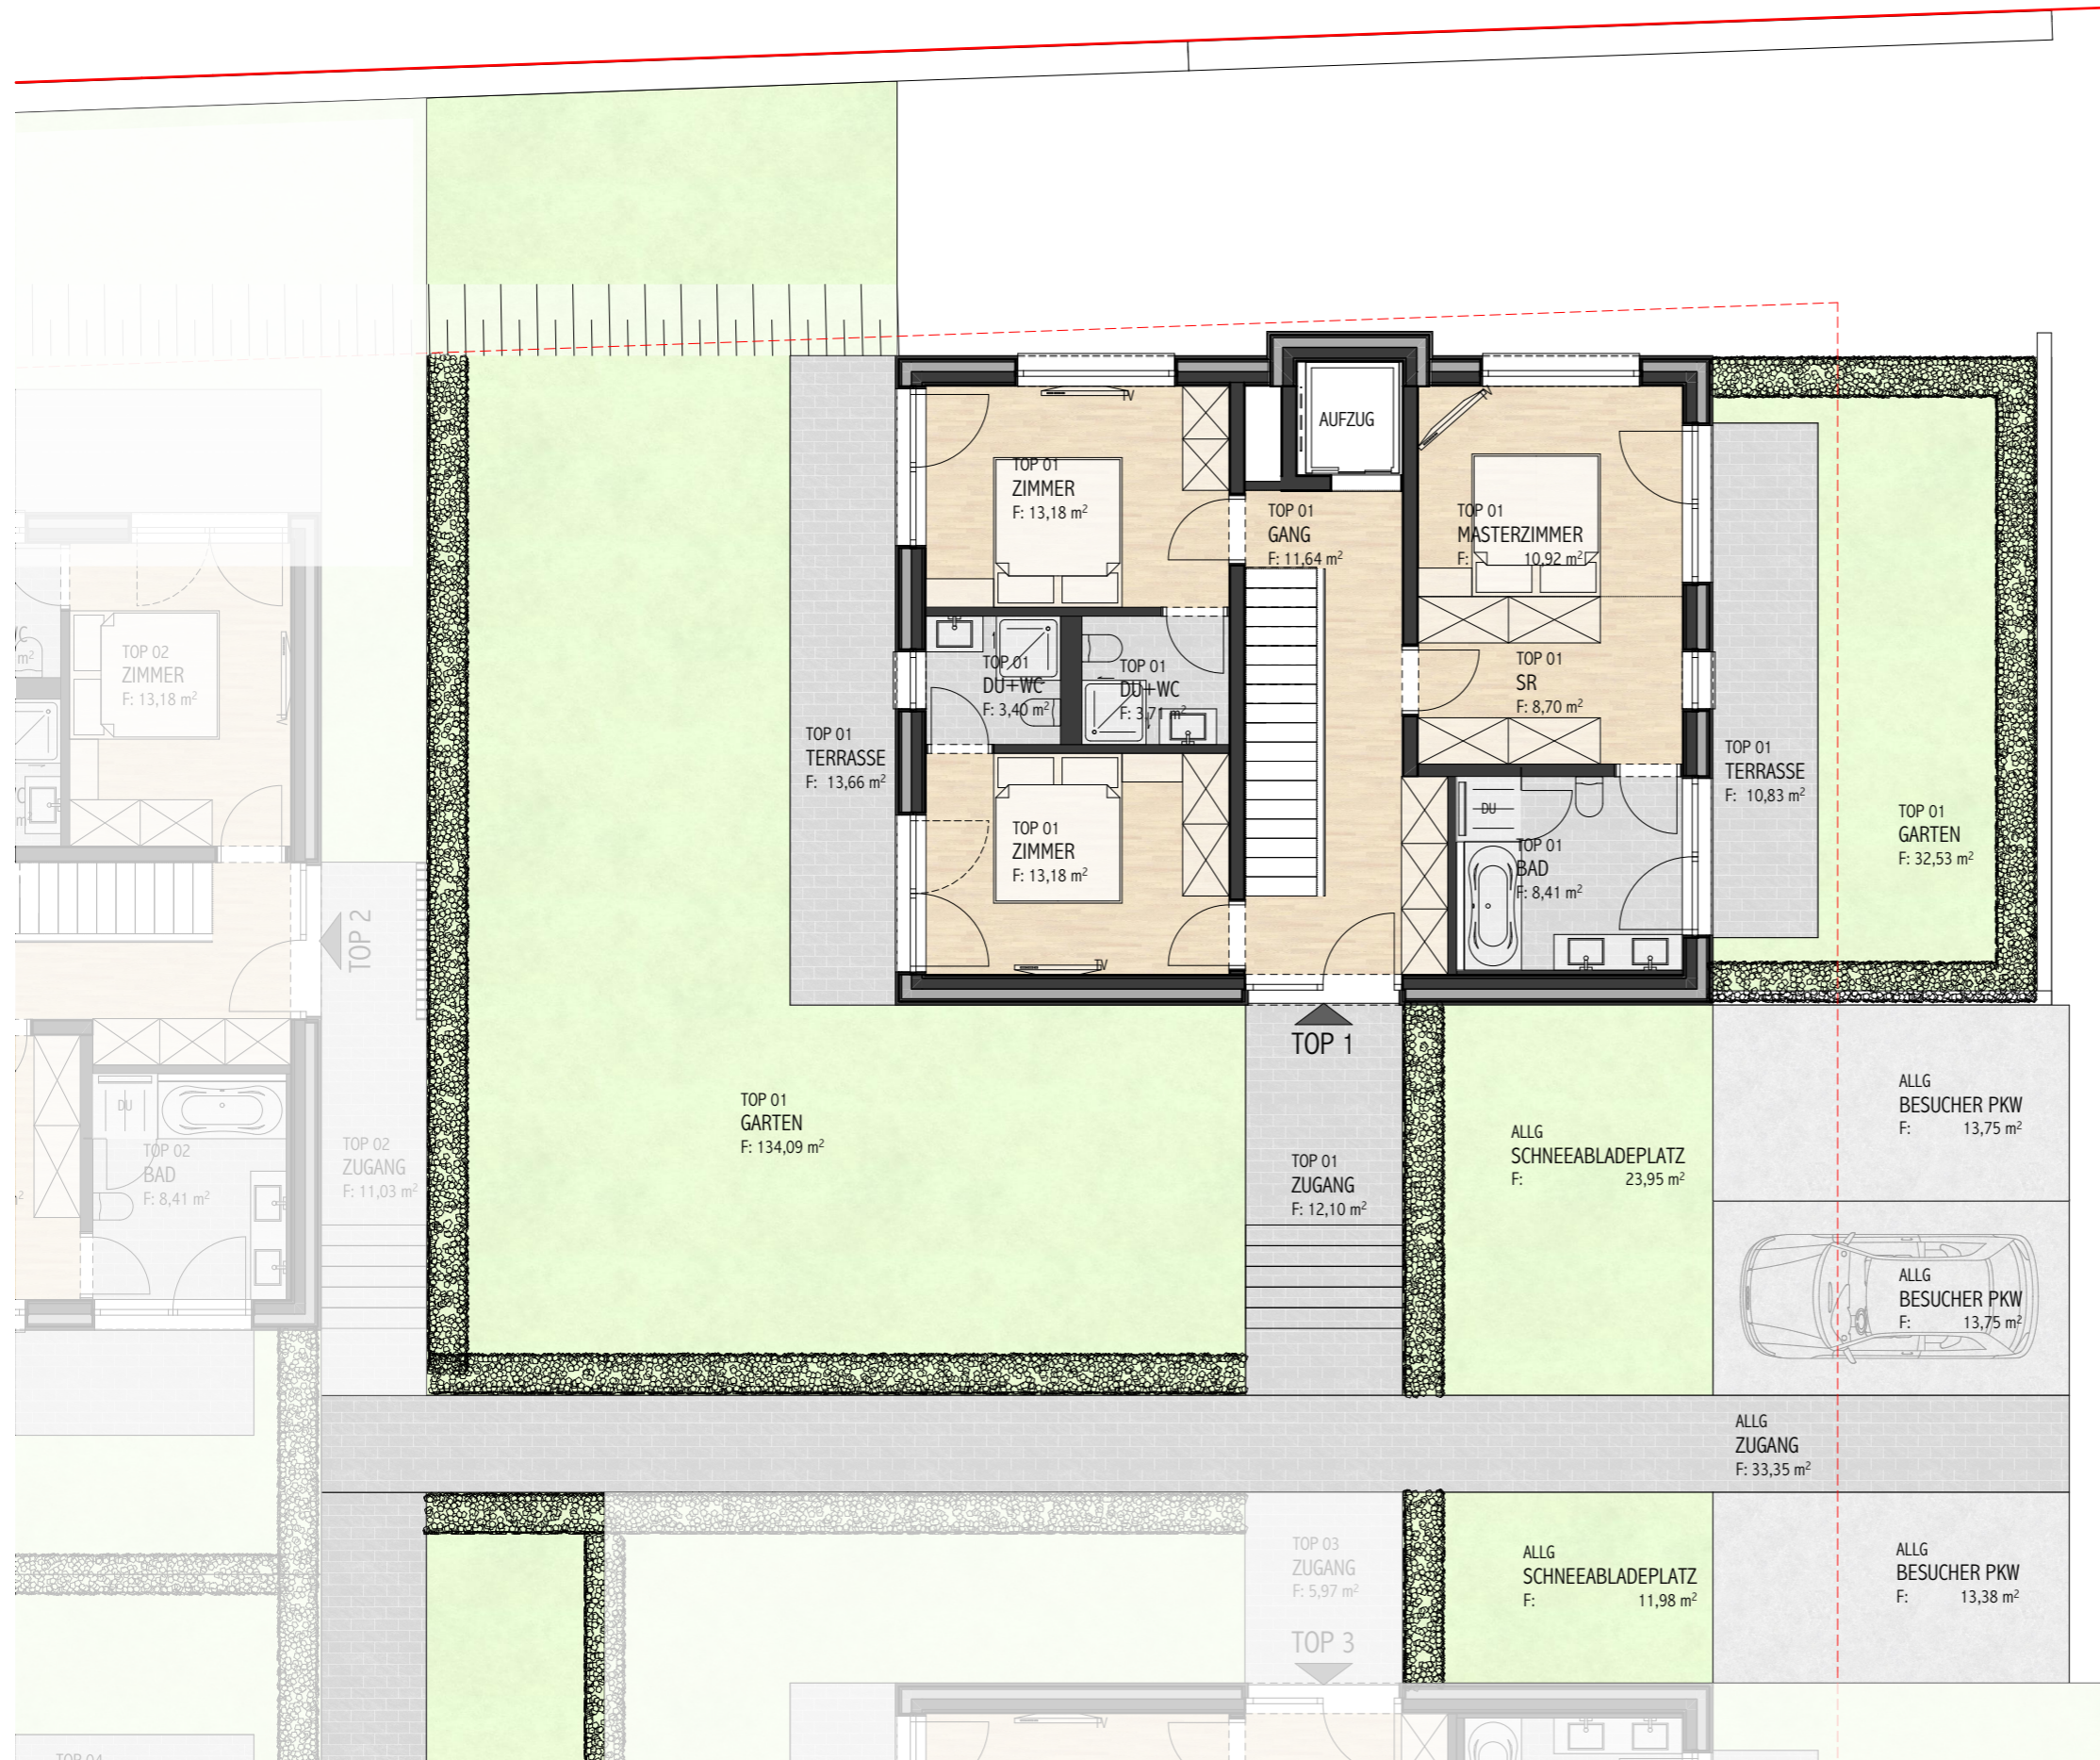 AUFZUG
TV
TV
TOP 01
ZIMMER
F: 13,18 m²
TOP 01
GANG
F: 11,64 m²
TOP 01
MASTERZIMMER
F: 10,92 m²
TOP 02
ZIMMER
F: 13,18 m²
TOP 01
DU+WC
F: 3,40 m²
TOP 01
DU+WC
F: 3,71 m²
TOP 01
SR
F: 8,70 m²
TOP 01
TERRASSE
F: 13,66 m²
TOP 01
TERRASSE
F: 10,83 m²
DU
TOP 01
ZIMMER
F: 13,18 m²
TOP 01
BAD
F: 8,41 m²
TOP 01
GARTEN
F: 32,53 m²
TV
TOP 2
TOP 1
DU
TOP 02
BAD
F: 8,41 m²
TOP 02
ZUGANG
F: 11,03 m²
TOP 01
GARTEN
F: 134,09 m²
TOP 01
ZUGANG
F: 12,10 m²
ALLG
SCHNEEABLADEPLATZ
F: 23,95 m²
ALLG
BESUCHER PKW
F: 13,75 m²
ALLG
BESUCHER PKW
F: 13,75 m²
ALLG
ZUGANG
F: 33,35 m²
TOP 03
ZUGANG
F: 5,97 m²
TOP 3
ALLG
SCHNEEABLADEPLATZ
F: 11,98 m²
ALLG
BESUCHER PKW
F: 13,38 m²
TV
TOP 04